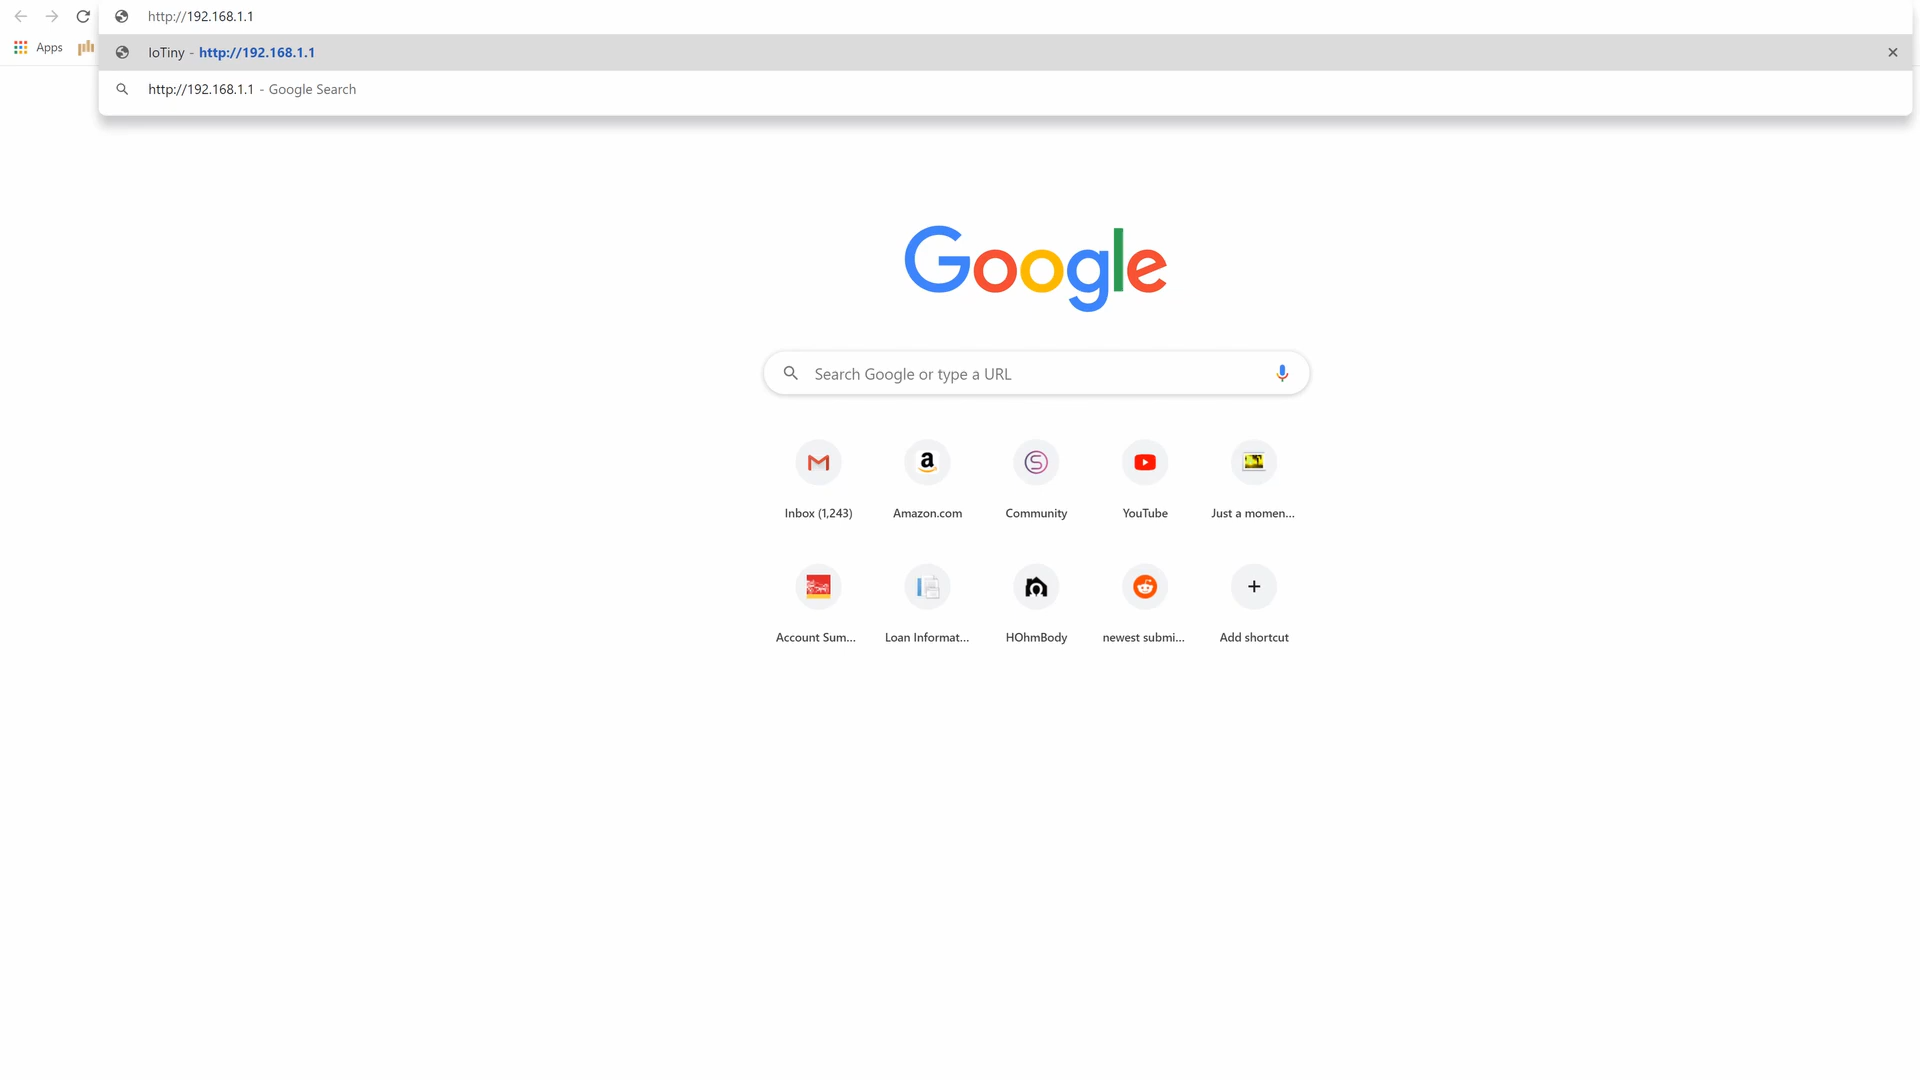 http://192.168.1.1
Apps
IoTiny - http://192.168.1.1
http://192.168.1.1 - Google Search
Google
Search Google or type a URL
Inbox (1,243)
Amazon.com
Community
YouTube
Just a momen...
Account Sum...
Loan Informat...
HOhmBody
newest submi...
Add shortcut